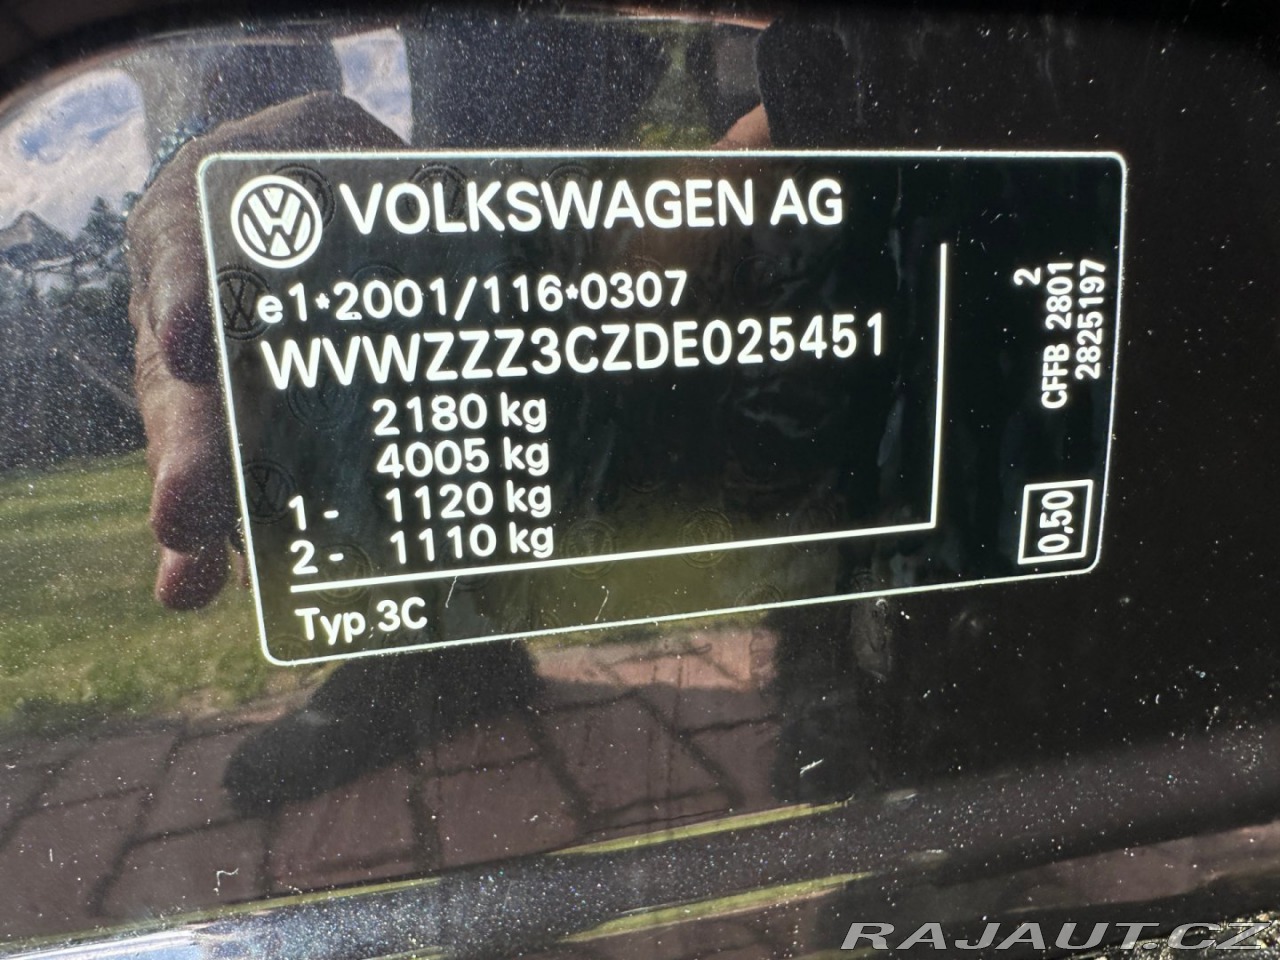 VOLKSWAGEN AG
e1*2001/116*0307
WVWZZZ3CZDE025451
2180 kg
4005 kg
1 - 1120 kg
2 - 1110 kg
Typ 3C
2
CFFB 2801
2825197
0,50
RAJAUT.CZ